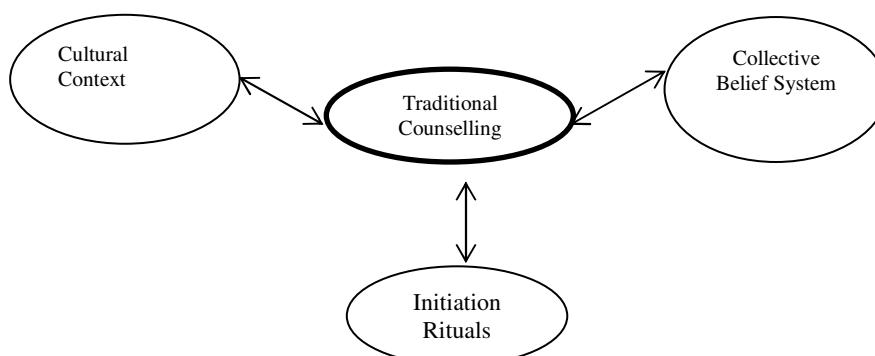 Cultural
Context
Traditional
Counselling
Collective
Belief System
Initiation
Rituals